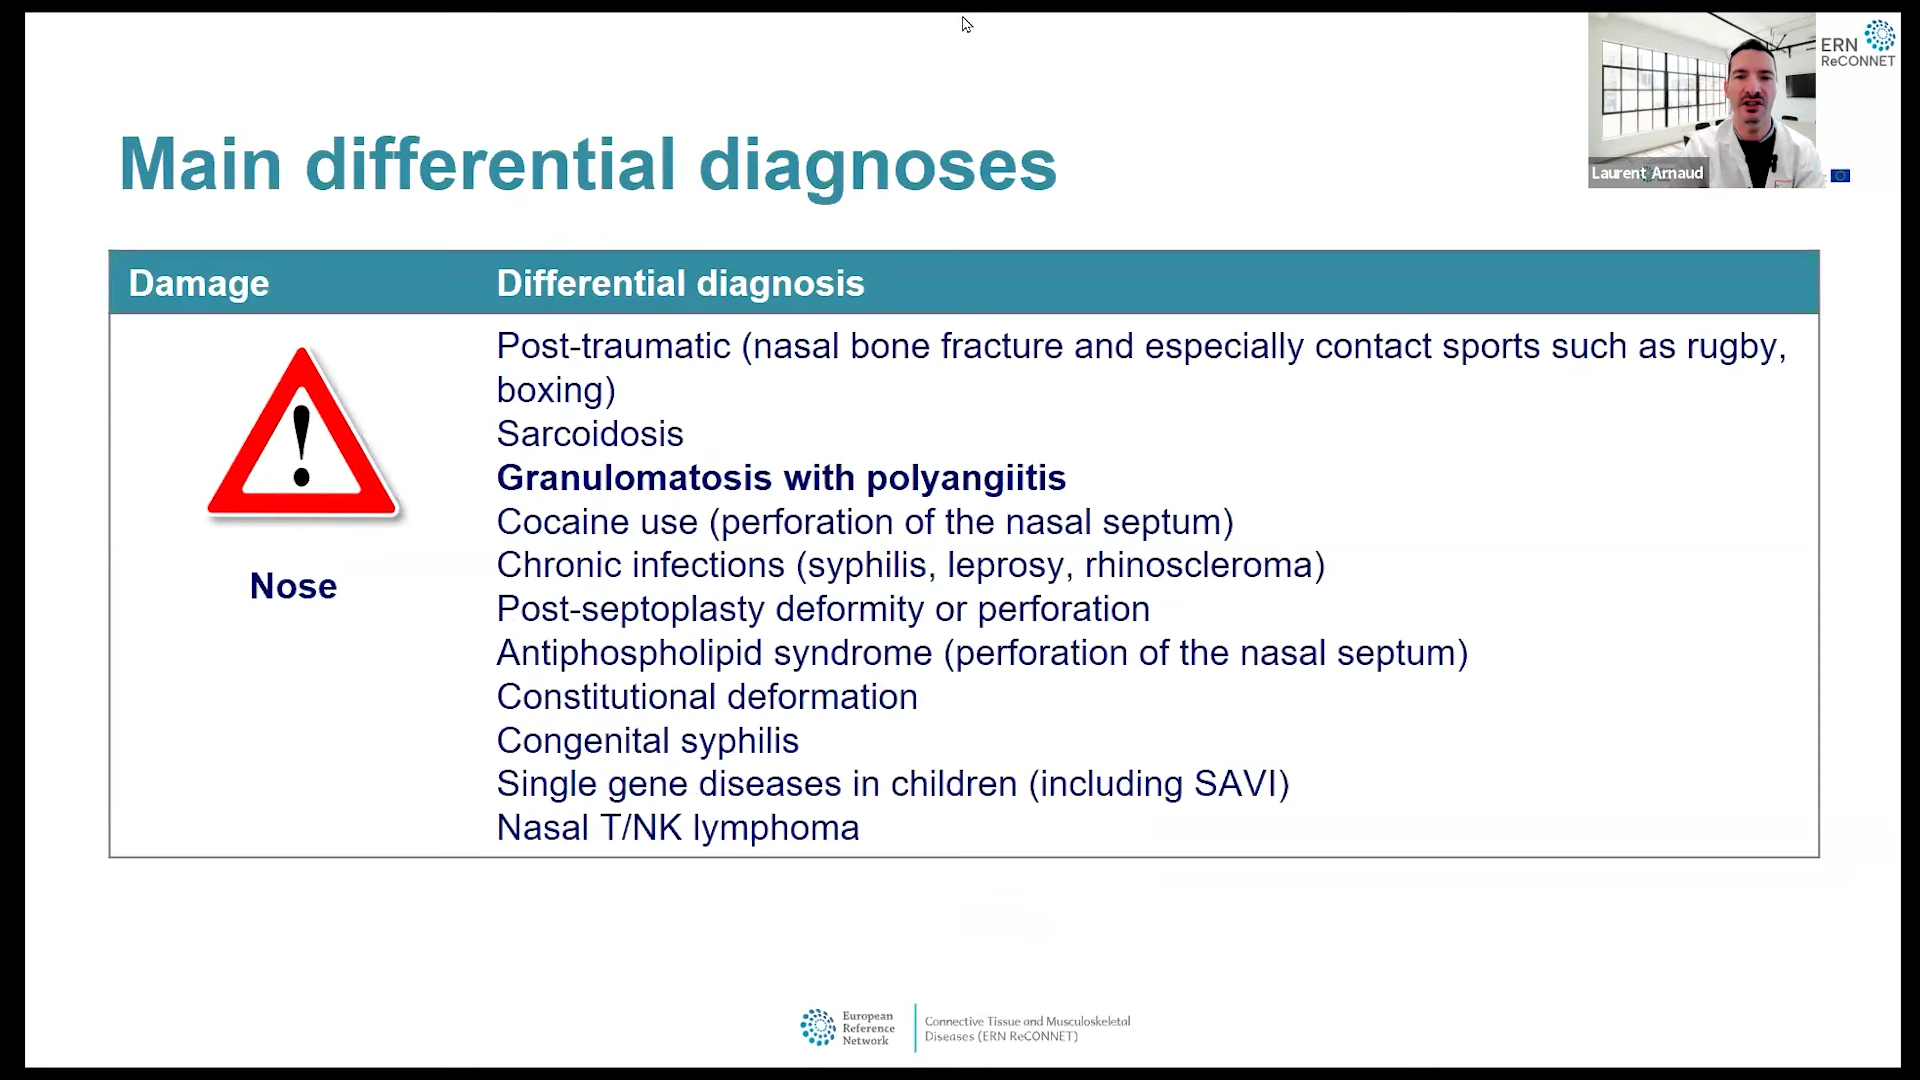 ERN
ReCONNET
Laurent Arnaud
Main differential diagnoses
Damage
Differential diagnosis
Post-traumatic (nasal bone fracture and especially contact sports such as rugby,
boxing)
Sarcoidosis
Granulomatosis with polyangiitis
Cocaine use (perforation of the nasal septum)
Chronic infections (syphilis, leprosy, rhinoscleroma)
Post-septoplasty deformity or perforation
Antiphospholipid syndrome (perforation of the nasal septum)
Constitutional deformation
Congenital syphilis
Single gene diseases in children (including SAVI)
Nasal T/NK lymphoma
!
Nose
European
Reference
Network
Connective Tissue and Musculoskeletal
Diseases (ERN ReCONNET)